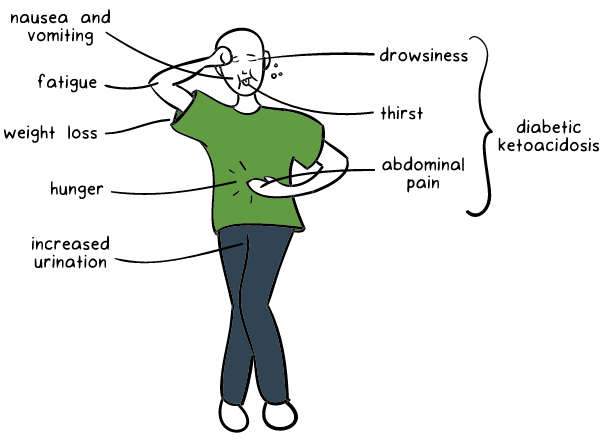 nausea and
vomiting
fatigue
weight loss
hunger
increased
urination
drowsiness
thirst
abdominal
pain
diabetic
ketoacidosis